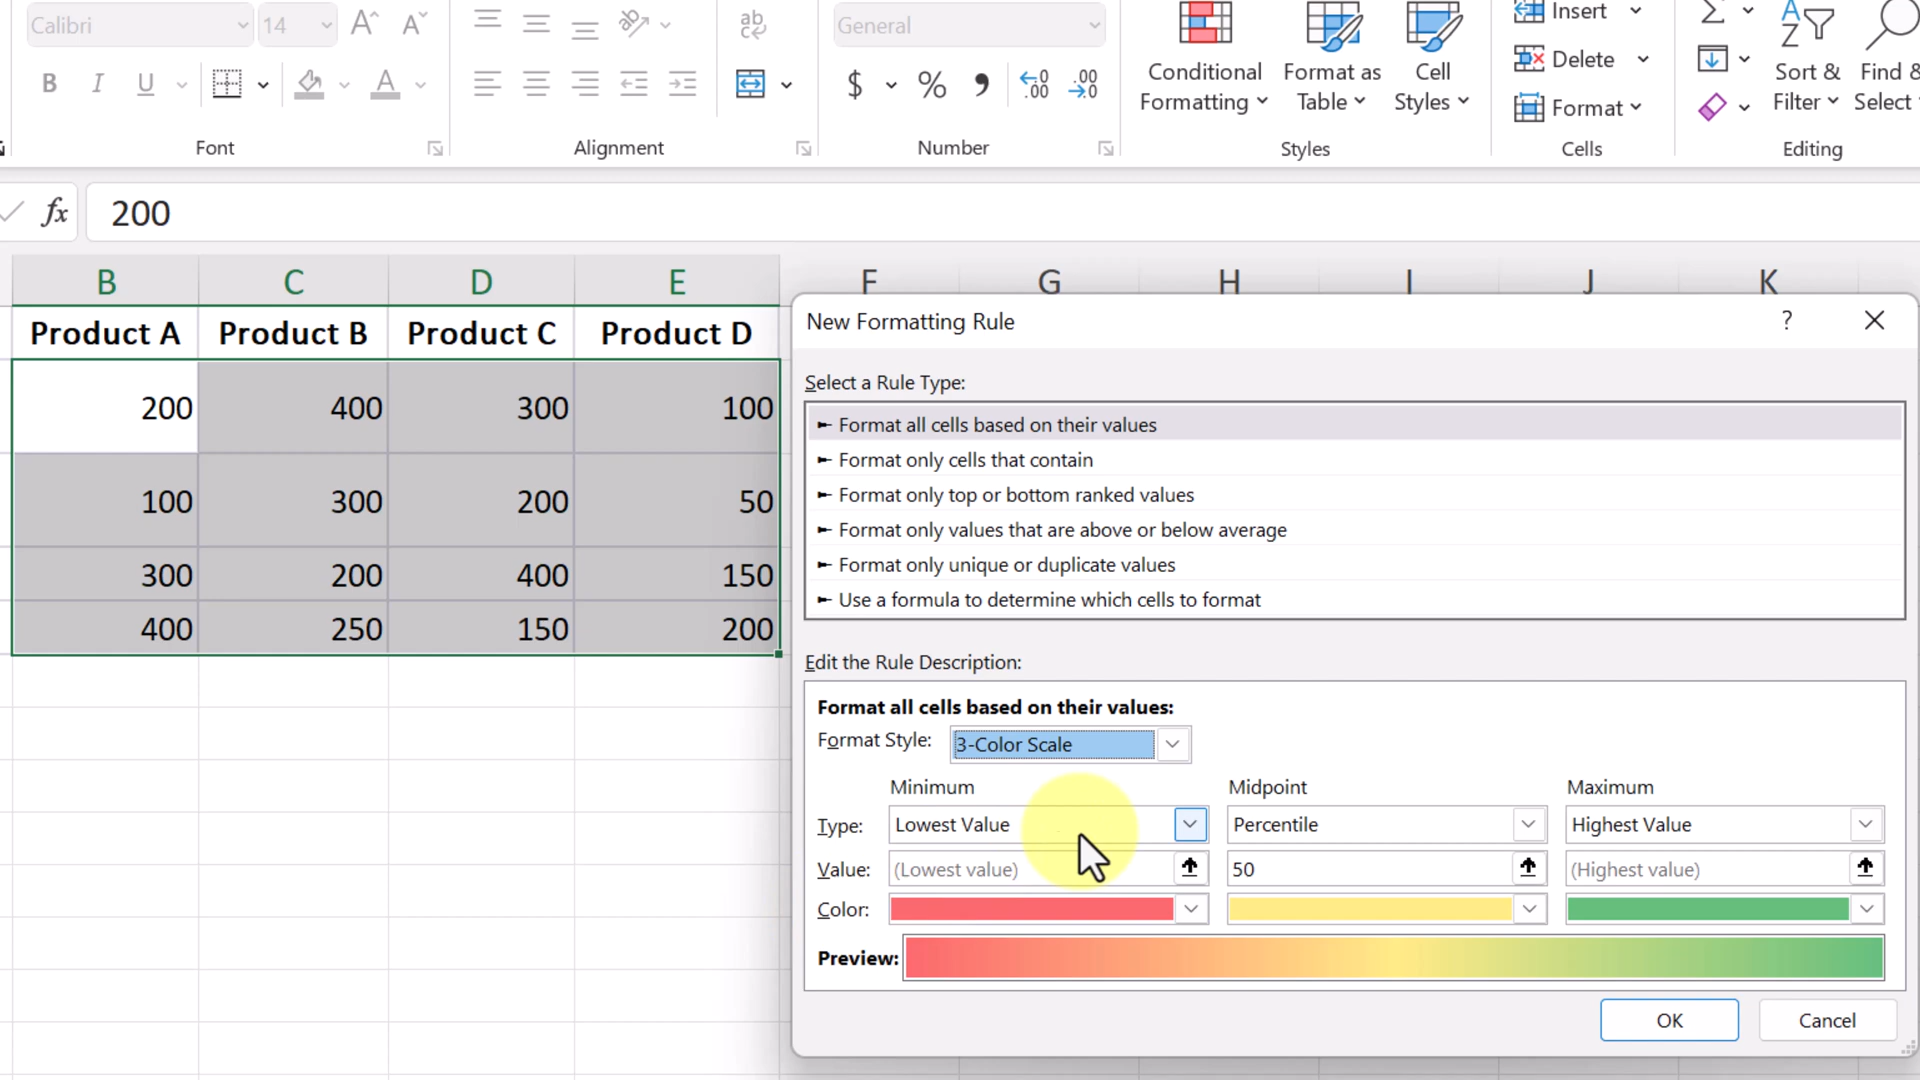 Calibri 14 A A ab General Insert
B I U A $ % , Conditional Formatting Format as Table Cell Styles Delete Sort & Filter Find & Select
Format
Font Alignment Number Styles Cells Editing
fx 200
B C D E F G H I J K
Product A Product B Product C Product D
200 400 300 100
100 300 200 50
300 200 400 150
400 250 150 200
New Formatting Rule ?
Select a Rule Type:
Format all cells based on their values
Format only cells that contain
Format only top or bottom ranked values
Format only values that are above or below average
Format only unique or duplicate values
Use a formula to determine which cells to format
Edit the Rule Description:
Format all cells based on their values:
Format Style: 3-Color Scale
Minimum Midpoint Maximum
Type: Lowest Value Percentile Highest Value
Value: (Lowest value) 50 (Highest value)
Color:
Preview:
OK Cancel